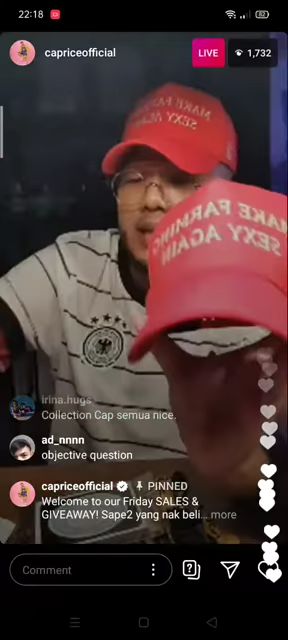 22:18
82
capriceofficial
LIVE
1,732
MAKE FARMING
SEXY AGAIN
MAKE FARMING
SEXY AGAIN
irina.hugs
Collection Cap semua nice.
ad_nnnn
objective question
capriceofficial PINNED
Welcome to our Friday SALES &
GIVEAWAY! Sape2 yang nak beli... more
Comment